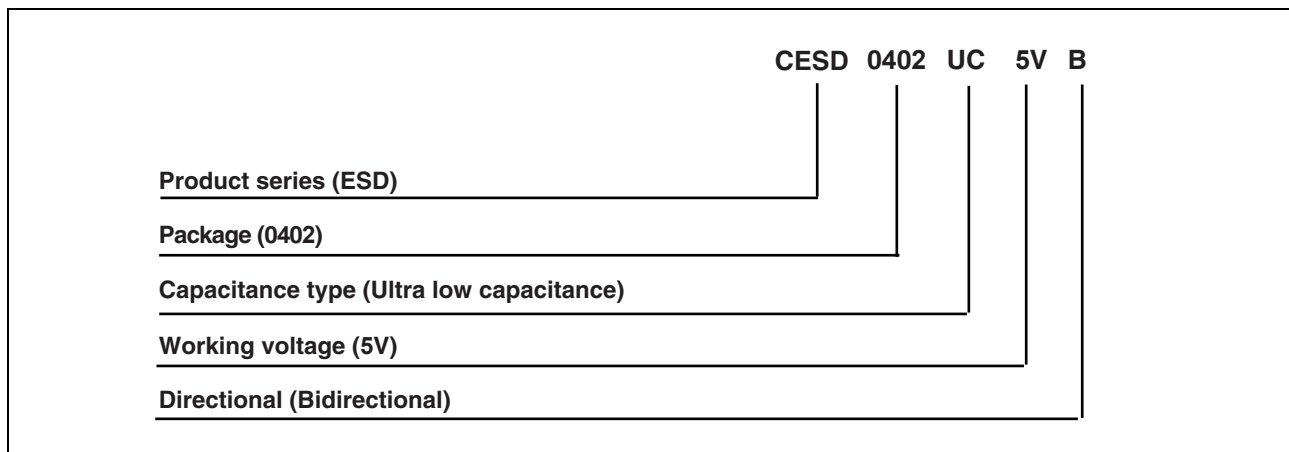 CESD 0402 UC 5V B
Product series (ESD)
Package (0402)
Capacitance type (Ultra low capacitance)
Working voltage (5V)
Directional (Bidirectional)